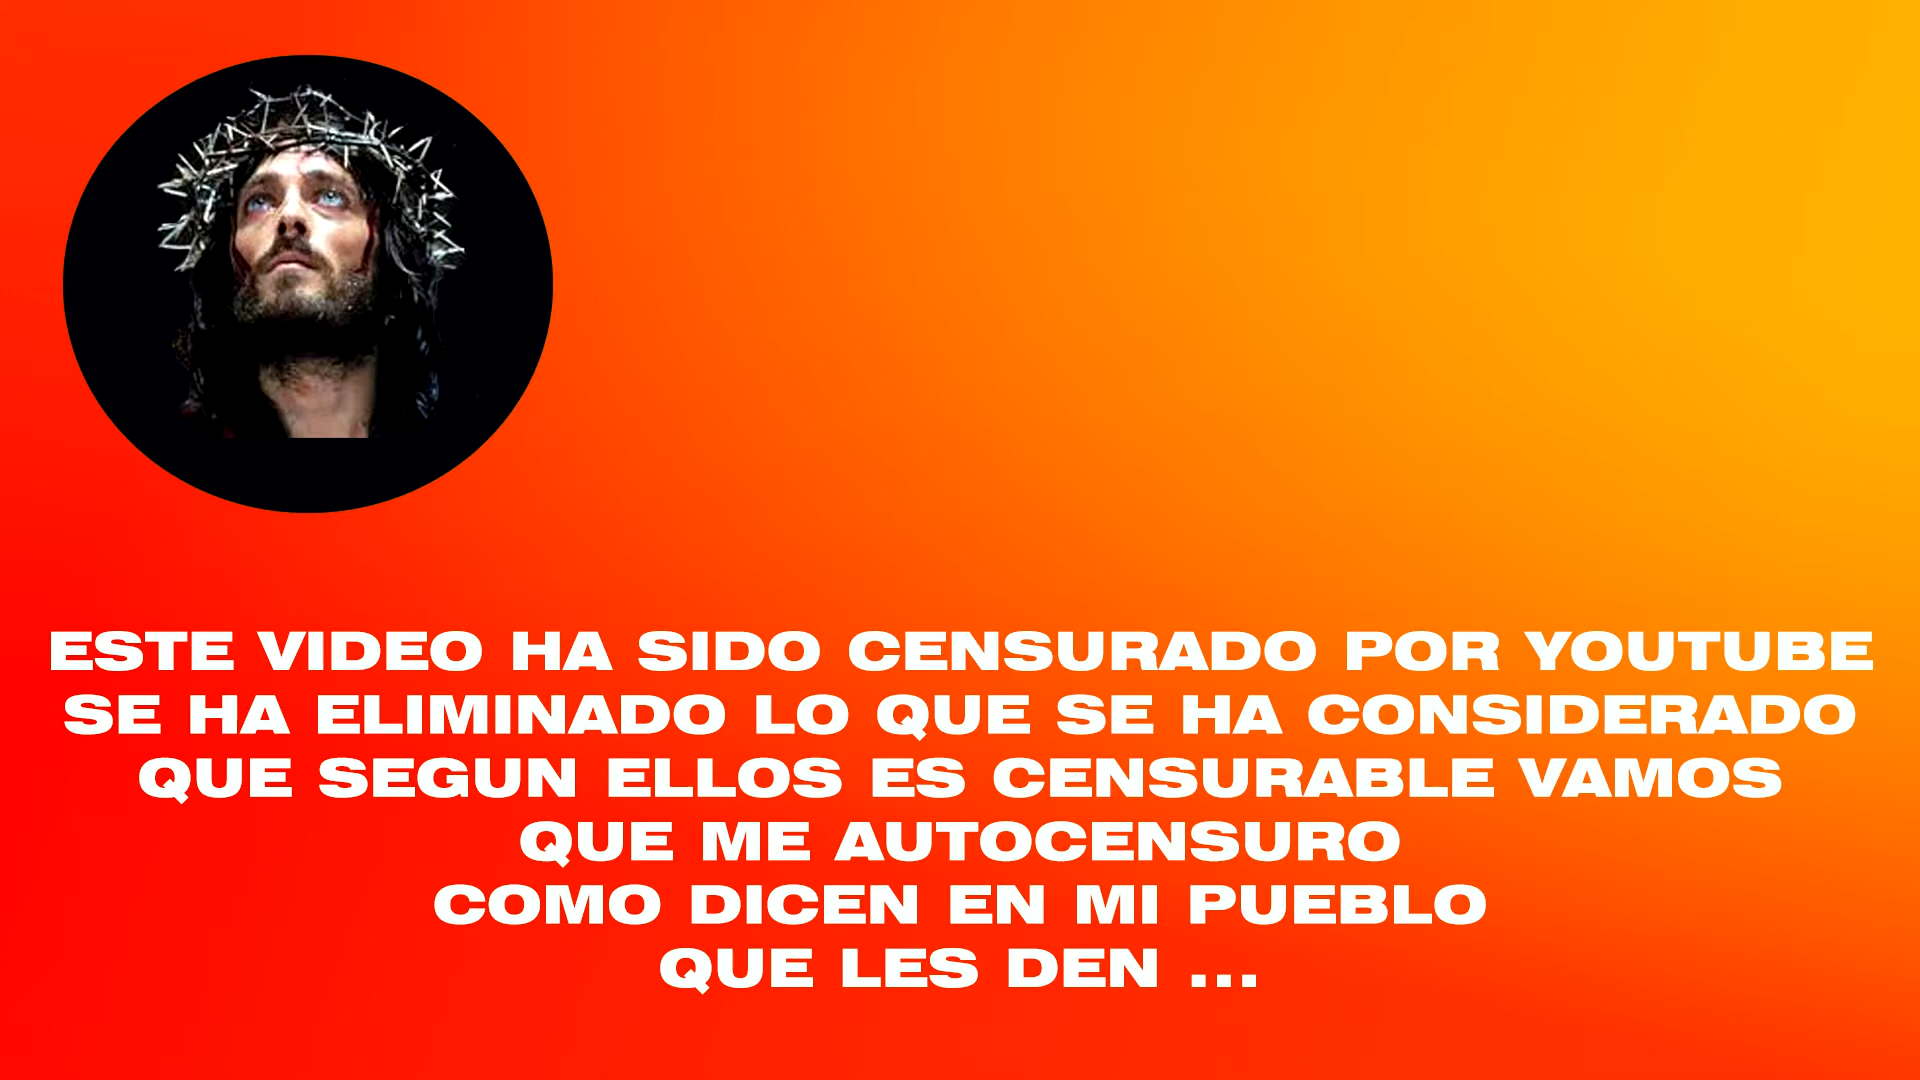 ESTE VIDEO HA SIDO CENSURADO POR YOUTUBE
SE HA ELIMINADO LO QUE SE HA CONSIDERADO
QUE SEGUN ELLOS ES CENSURABLE VAMOS
QUE ME AUTOCENSURO
COMO DICEN EN MI PUEBLO
QUE LES DEN ...